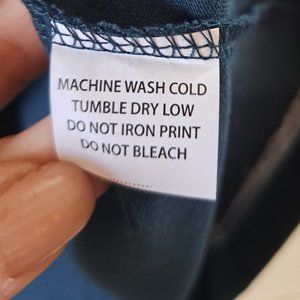 MACHINE WASH COLD
TUMBLE DRY LOW
DO NOT IRON PRINT
DO NOT BLEACH